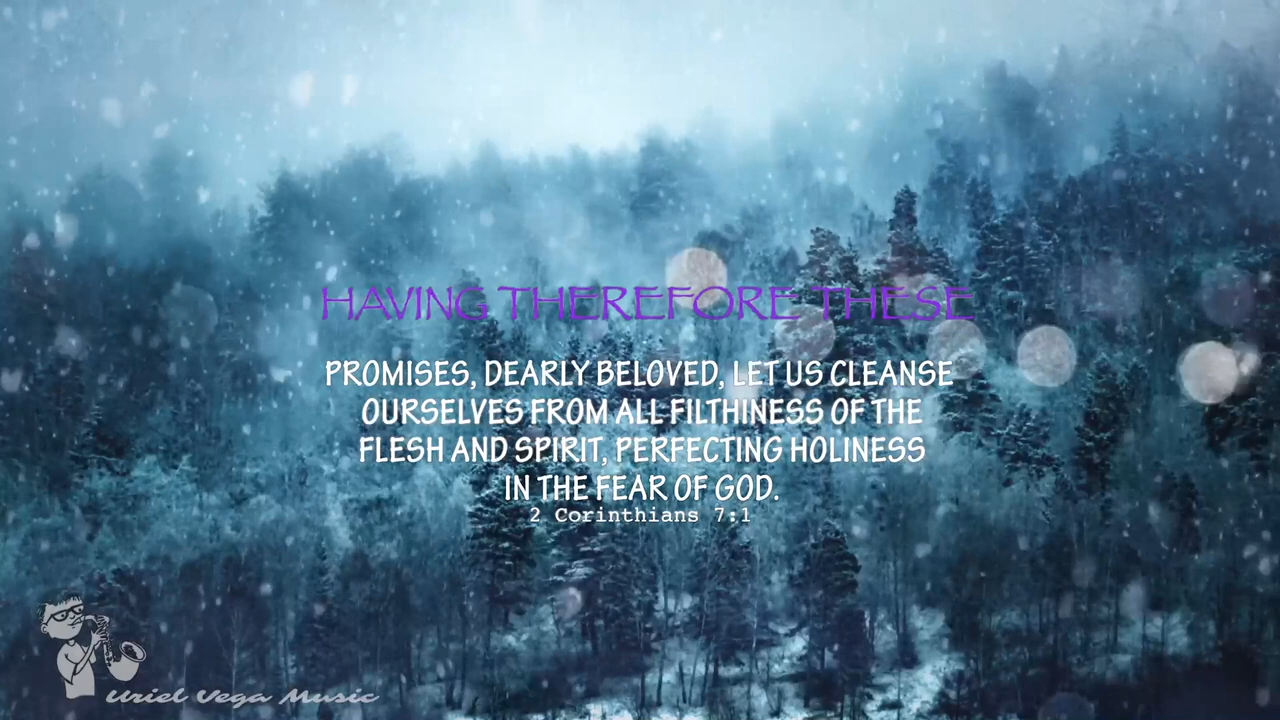 HAVING THEREFORE THESE
PROMISES, DEARLY BELOVED, LET US CLEANSE
OURSELVES FROM ALL FILTHINESS OF THE
FLESH AND SPIRIT, PERFECTING HOLINESS
IN THE FEAR OF GOD.
2 Corinthians 7:1
Uriel Vega Music